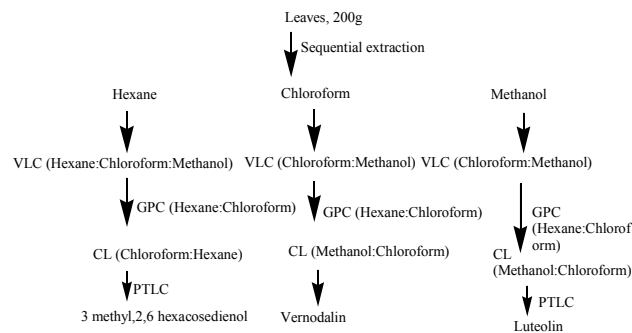 Leaves, 200g
Sequential extraction
Hexane
Chloroform
Methanol
VLC (Hexane:Chloroform:Methanol)
VLC (Chloroform:Methanol)
VLC (Chloroform:Methanol)
GPC (Hexane:Chloroform)
GPC (Hexane:Chloroform)
GPC
(Hexane:Chlorof
orm)
CL (Chloroform:Hexane)
CL (Methanol:Chloroform)
CL
(Methanol:Chloroform)
PTLC
PTLC
3 methyl,2,6 hexacosedienol
Vernodalin
Luteolin